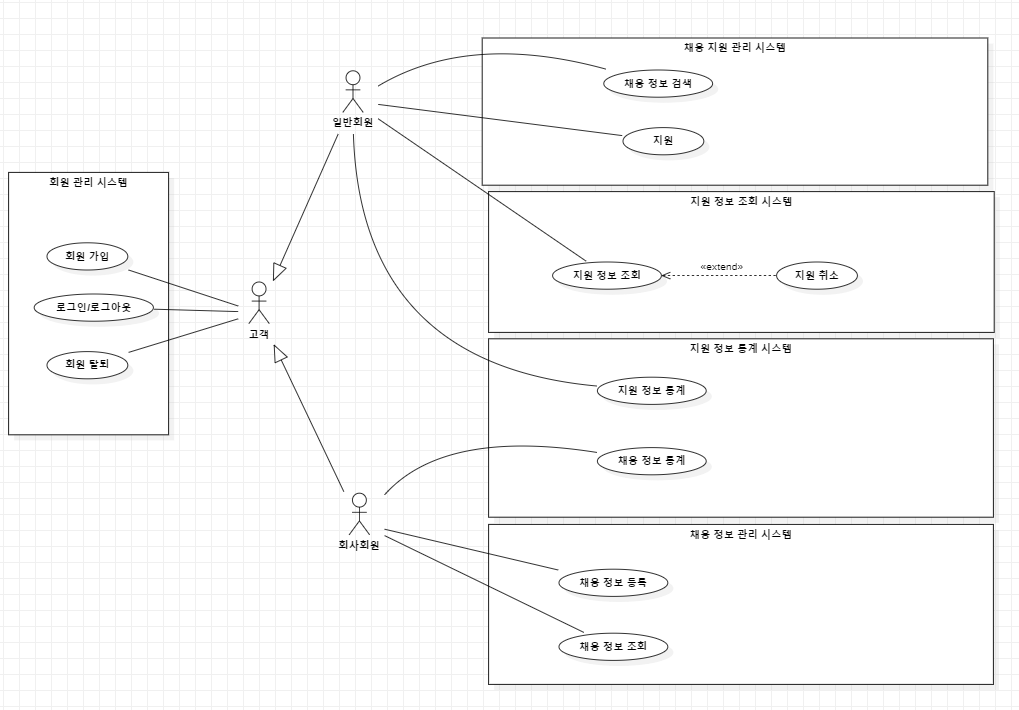 채용 지원 관리 시스템
채용 정보 검색
일반회원
지원
회원 관리 시스템
지원 정보 조회 시스템
회원 가입
지원 정보 조회
«extend»
지원 취소
로그인/로그아웃
고객
회원 탈퇴
지원 정보 통계 시스템
지원 정보 통계
채용 정보 통계
회사회원
채용 정보 관리 시스템
채용 정보 등록
채용 정보 조회